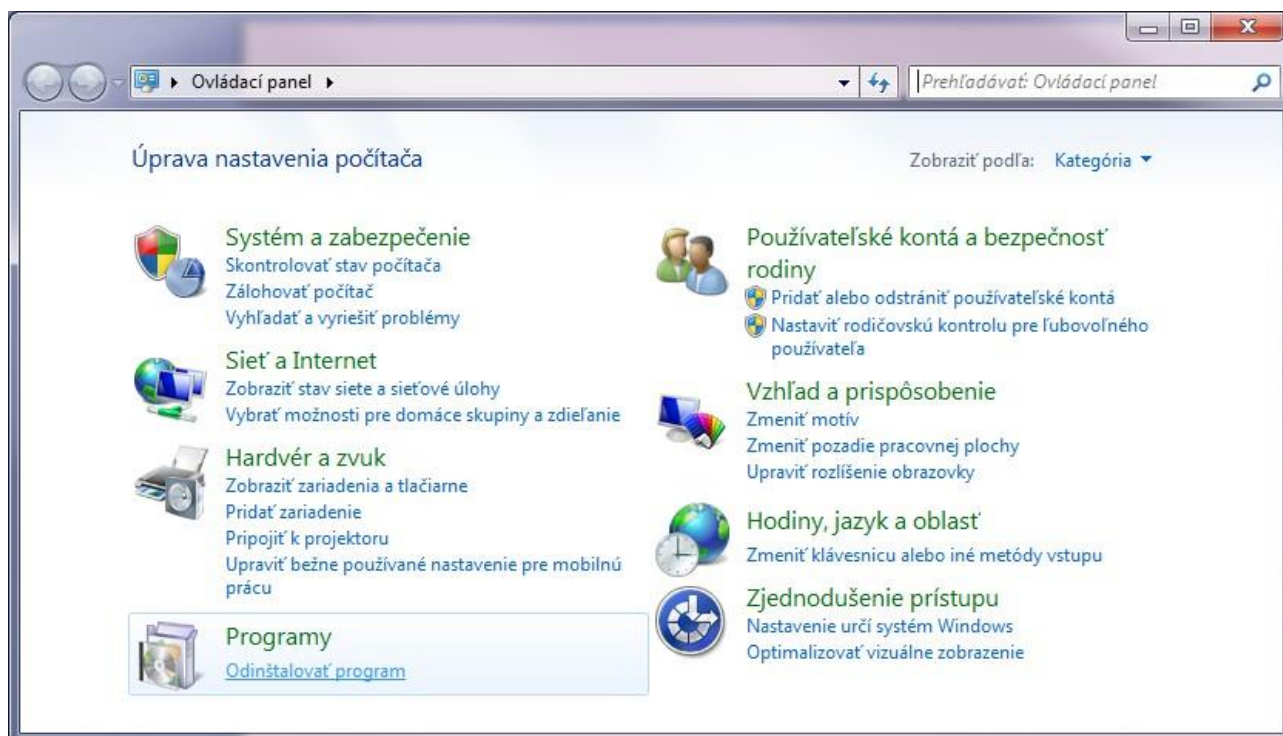 Ovládací panel
Prehľadávať: Ovládací panel
Úprava nastavenia počítača
Zobraziť podľa: Kategória
Systém a zabezpečenie
Skontrolovať stav počítača
Zálohovať počítač
Vyhľadať a vyriešiť problémy
Sieť a Internet
Zobraziť stav siete a sieťové úlohy
Vybrať možnosti pre domáce skupiny a zdieľanie
Hardvér a zvuk
Zobraziť zariadenia a tlačiarne
Pridať zariadenie
Pripojiť k projektoru
Upraviť bežne používané nastavenie pre mobilnú
prácu
Programy
Odinštalovať program
Používateľské kontá a bezpečnosť
rodiny
Pridať alebo odstrániť používateľské kontá
Nastaviť rodičovskú kontrolu pre ľubovoľného
používateľa
Vzhľad a prispôsobenie
Zmeniť motív
Zmeniť pozadie pracovnej plochy
Upraviť rozlíšenie obrazovky
Hodiny, jazyk a oblasť
Zmeniť klávesnicu alebo iné metódy vstupu
Zjednodušenie prístupu
Nastavenie určí systém Windows
Optimalizovať vizuálne zobrazenie